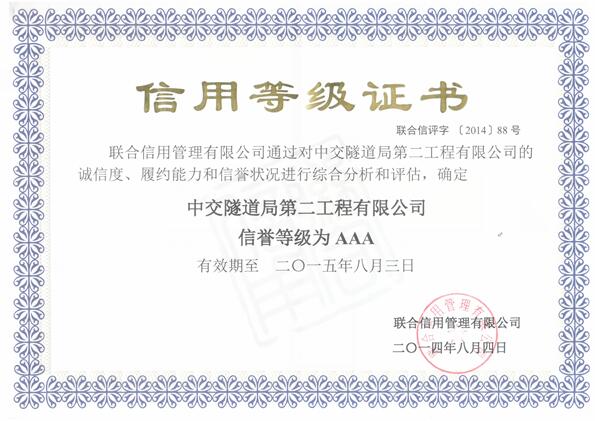 信用等级证书
联合信评字 〔2014〕88 号
联合信用管理有限公司通过对中交隧道局第二工程有限公司的
诚信度、履约能力和信誉状况进行综合分析和评估，确定
中交隧道局第二工程有限公司
信誉等级为 AAA
有效期至 二〇一五年八月三日
联合信用管理有限公司
二〇一四年八月四日